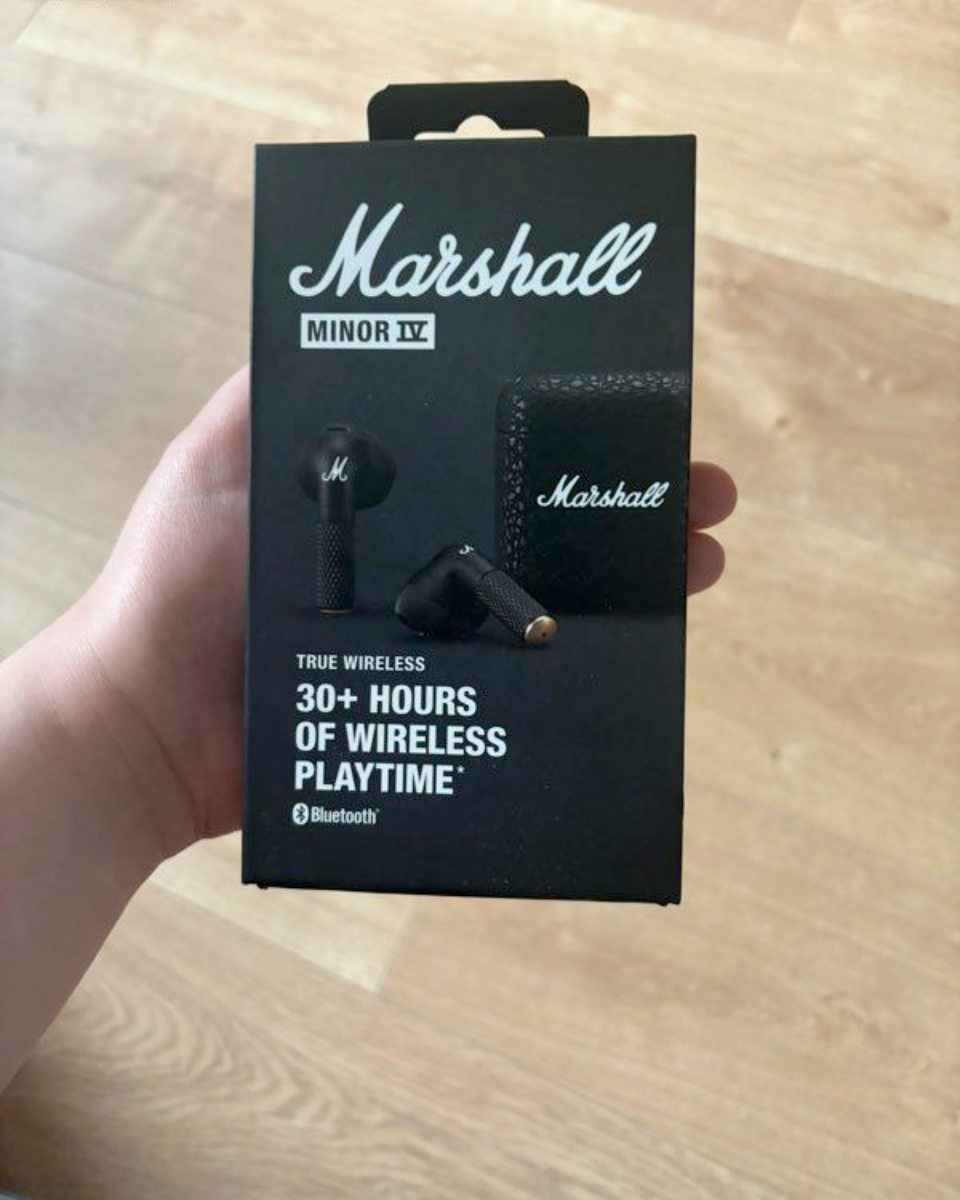 Marshall
MINOR IV
M
Marshall
TRUE WIRELESS
30+ HOURS
OF WIRELESS
PLAYTIME*
Bluetooth®